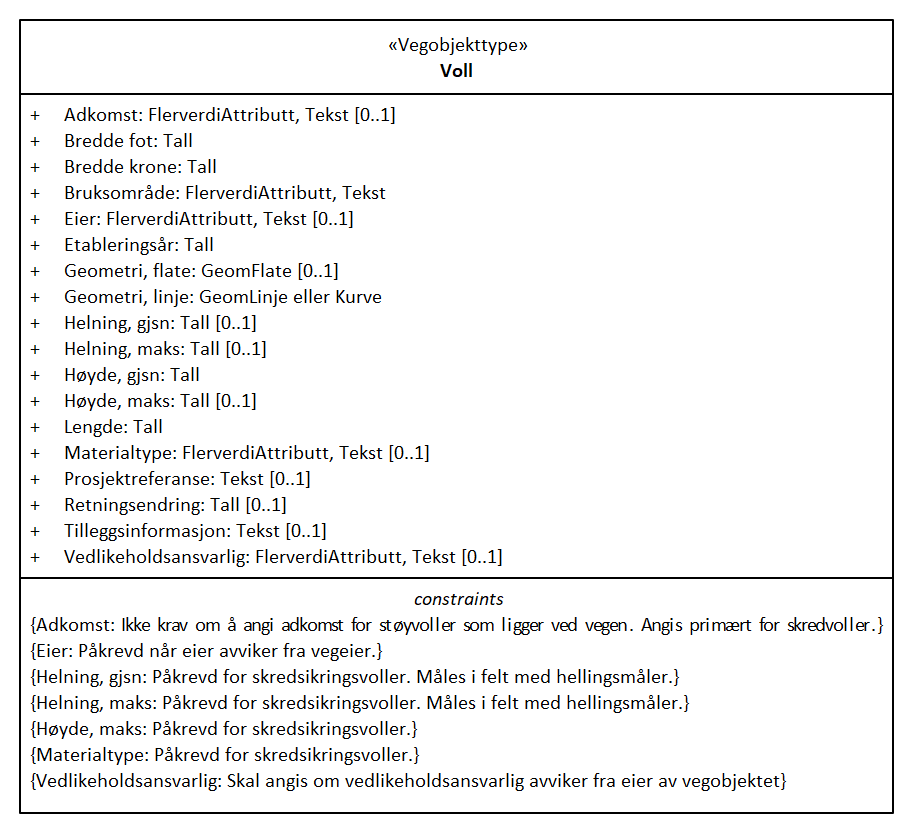 «Vegobjekttype»
Voll
+ Adkomst: FlerverdiAttributt, Tekst [0..1]
+ Bredde fot: Tall
+ Bredde krone: Tall
+ Bruksområde: FlerverdiAttributt, Tekst
+ Eier: FlerverdiAttributt, Tekst [0..1]
+ Etableringsår: Tall
+ Geometri, flate: GeomFlate [0..1]
+ Geometri, linje: GeomLinje eller Kurve
+ Helning, gjsn: Tall [0..1]
+ Helning, maks: Tall [0..1]
+ Høyde, gjsn: Tall
+ Høyde, maks: Tall [0..1]
+ Lengde: Tall
+ Materialtype: FlerverdiAttributt, Tekst [0..1]
+ Prosjektreferanse: Tekst [0..1]
+ Retningsendring: Tall [0..1]
+ Tilleggsinformasjon: Tekst [0..1]
+ Vedlikeholdsansvarlig: FlerverdiAttributt, Tekst [0..1]
constraints
{Adkomst: Ikke krav om å angi adkomst for støyvoller som ligger ved vegen. Angis primært for skredvoller.}
{Eier: Påkrevd når eier avviker fra vegeier.}
{Helning, gjsn: Påkrevd for skredsikringsvoller. Måles i felt med hellingsmåler.}
{Helning, maks: Påkrevd for skredsikringsvoller. Måles i felt med hellingsmåler.}
{Høyde, maks: Påkrevd for skredsikringsvoller.}
{Materialtype: Påkrevd for skredsikringsvoller.}
{Vedlikeholdsansvarlig: Skal angis om vedlikeholdsansvarlig avviker fra eier av vegobjektet}